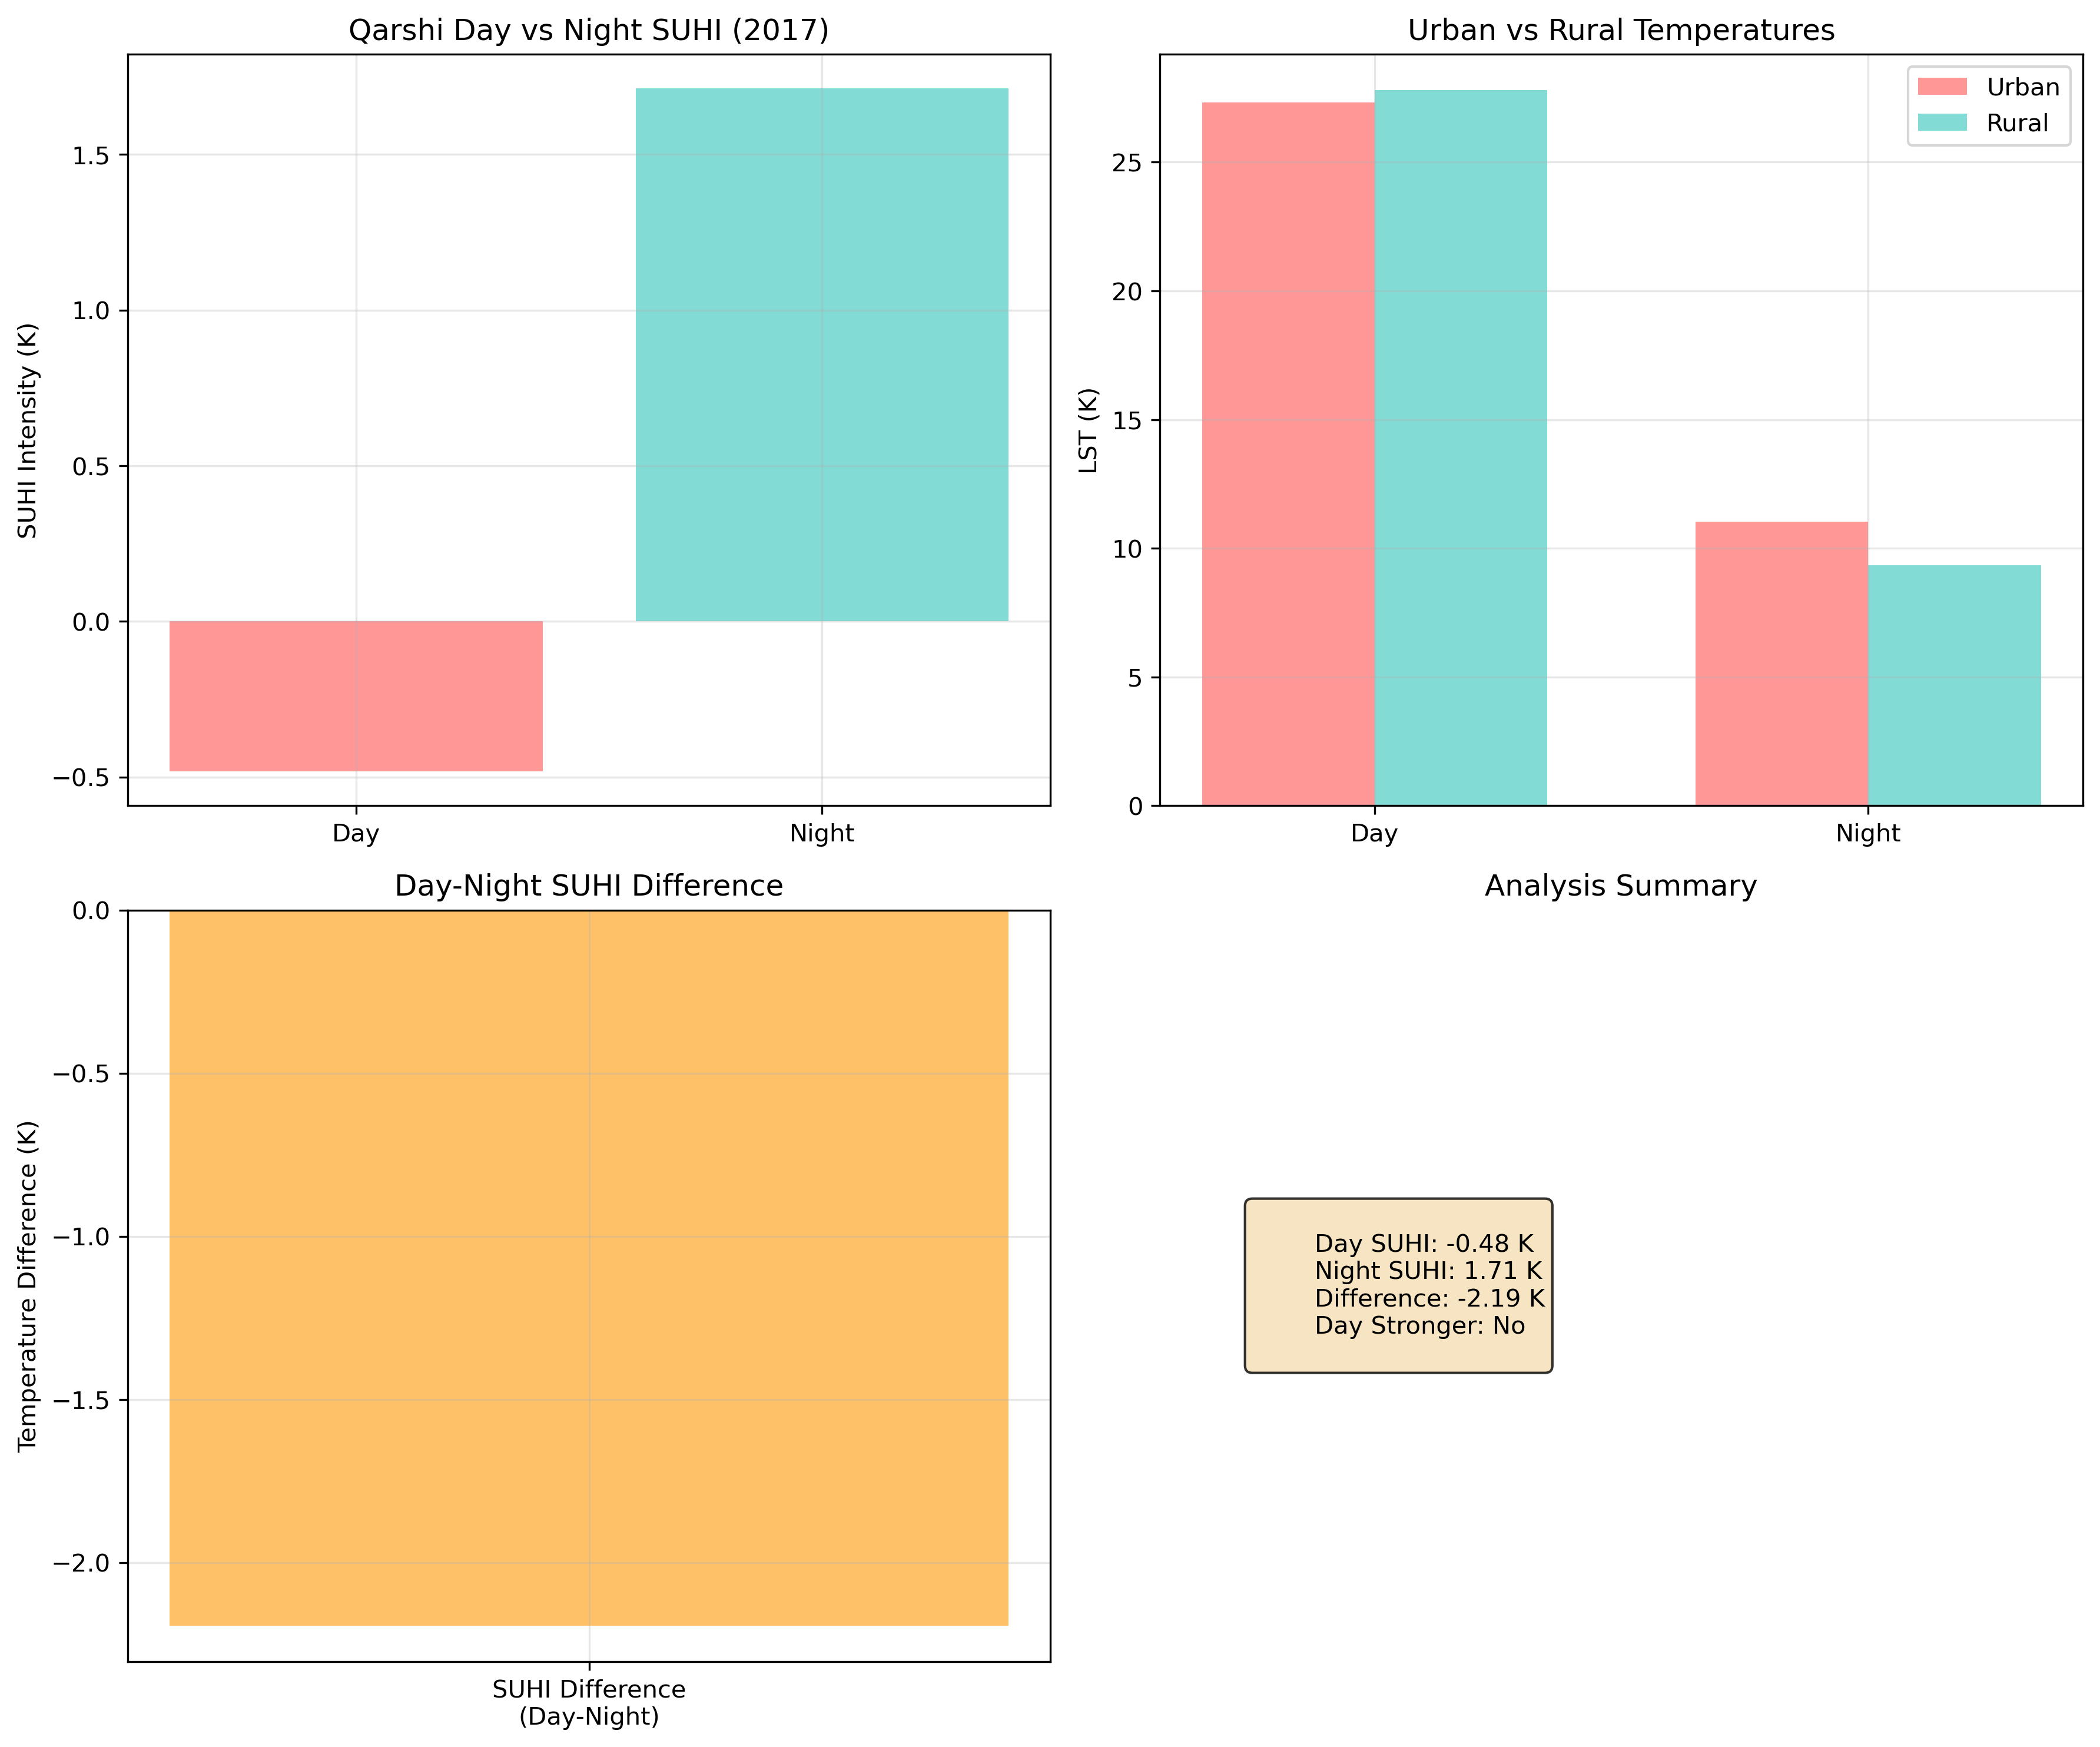 Qarshi Day vs Night SUHI (2017)
SUHI Intensity (K)
1.5
1.0
0.5
0.0
−0.5
Day
Night
Urban vs Rural Temperatures
Urban
Rural
LST (K)
25
20
15
10
5
0
Day
Night
Day-Night SUHI Difference
Temperature Difference (K)
0.0
−0.5
−1.0
−1.5
−2.0
SUHI Difference
(Day-Night)
Analysis Summary
Day SUHI: -0.48 K
Night SUHI: 1.71 K
Difference: -2.19 K
Day Stronger: No